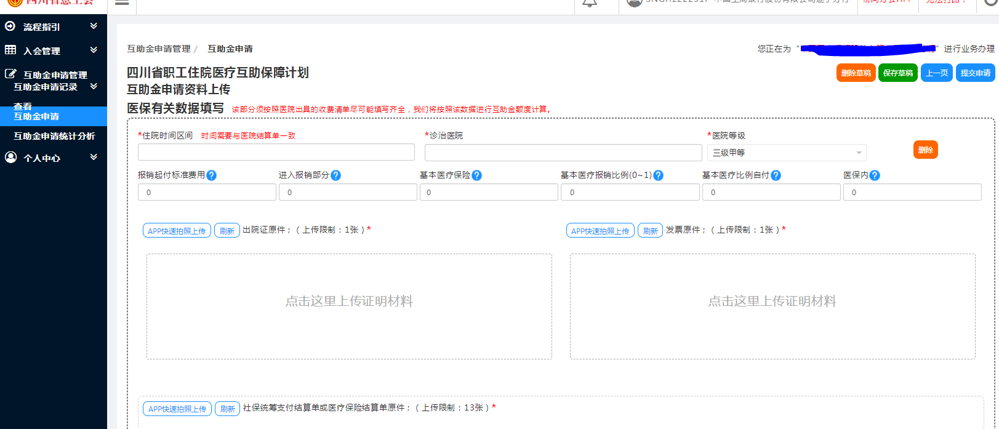 四川省总工会
流程指引
入会管理
互助金申请管理
互助金申请记录
查看
互助金申请
互助金申请统计分析
个人中心
互助金申请管理 / 互助金申请
您正在为 “ ” 进行业务办理
四川省职工住院医疗互助保障计划
删除草稿 保存草稿 上一页 提交申请
互助金申请资料上传
医保有关数据填写 该部分须按照医院出具的收费清单尽可能填写齐全，我们将按照该数据进行互助金额度计算。
*住院时间区间 时间需要与医院结算单一致 *诊治医院 *医院等级
三级甲等 删除
报销起付标准费用? 进入报销部分? 基本医疗保险? 基本医疗报销比例(0~1)? 基本医疗比例自付? 医保内?
0 0 0 0 0 0
APP快速拍照上传 刷新 出院证原件；（上传限制：1张）* APP快速拍照上传 刷新 发票原件；（上传限制：1张）*
点击这里上传证明材料 点击这里上传证明材料
APP快速拍照上传 刷新 社保统筹支付结算单或医疗保险结算单原件；（上传限制：13张）*